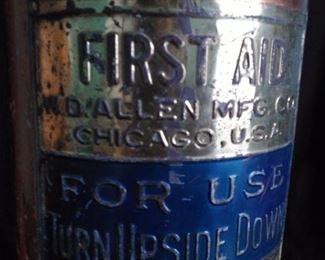 FIRST AID
W.D. ALLEN MFG. CO.
CHICAGO, U.S.A.
FOR USE
TURN UPSIDE DOWN